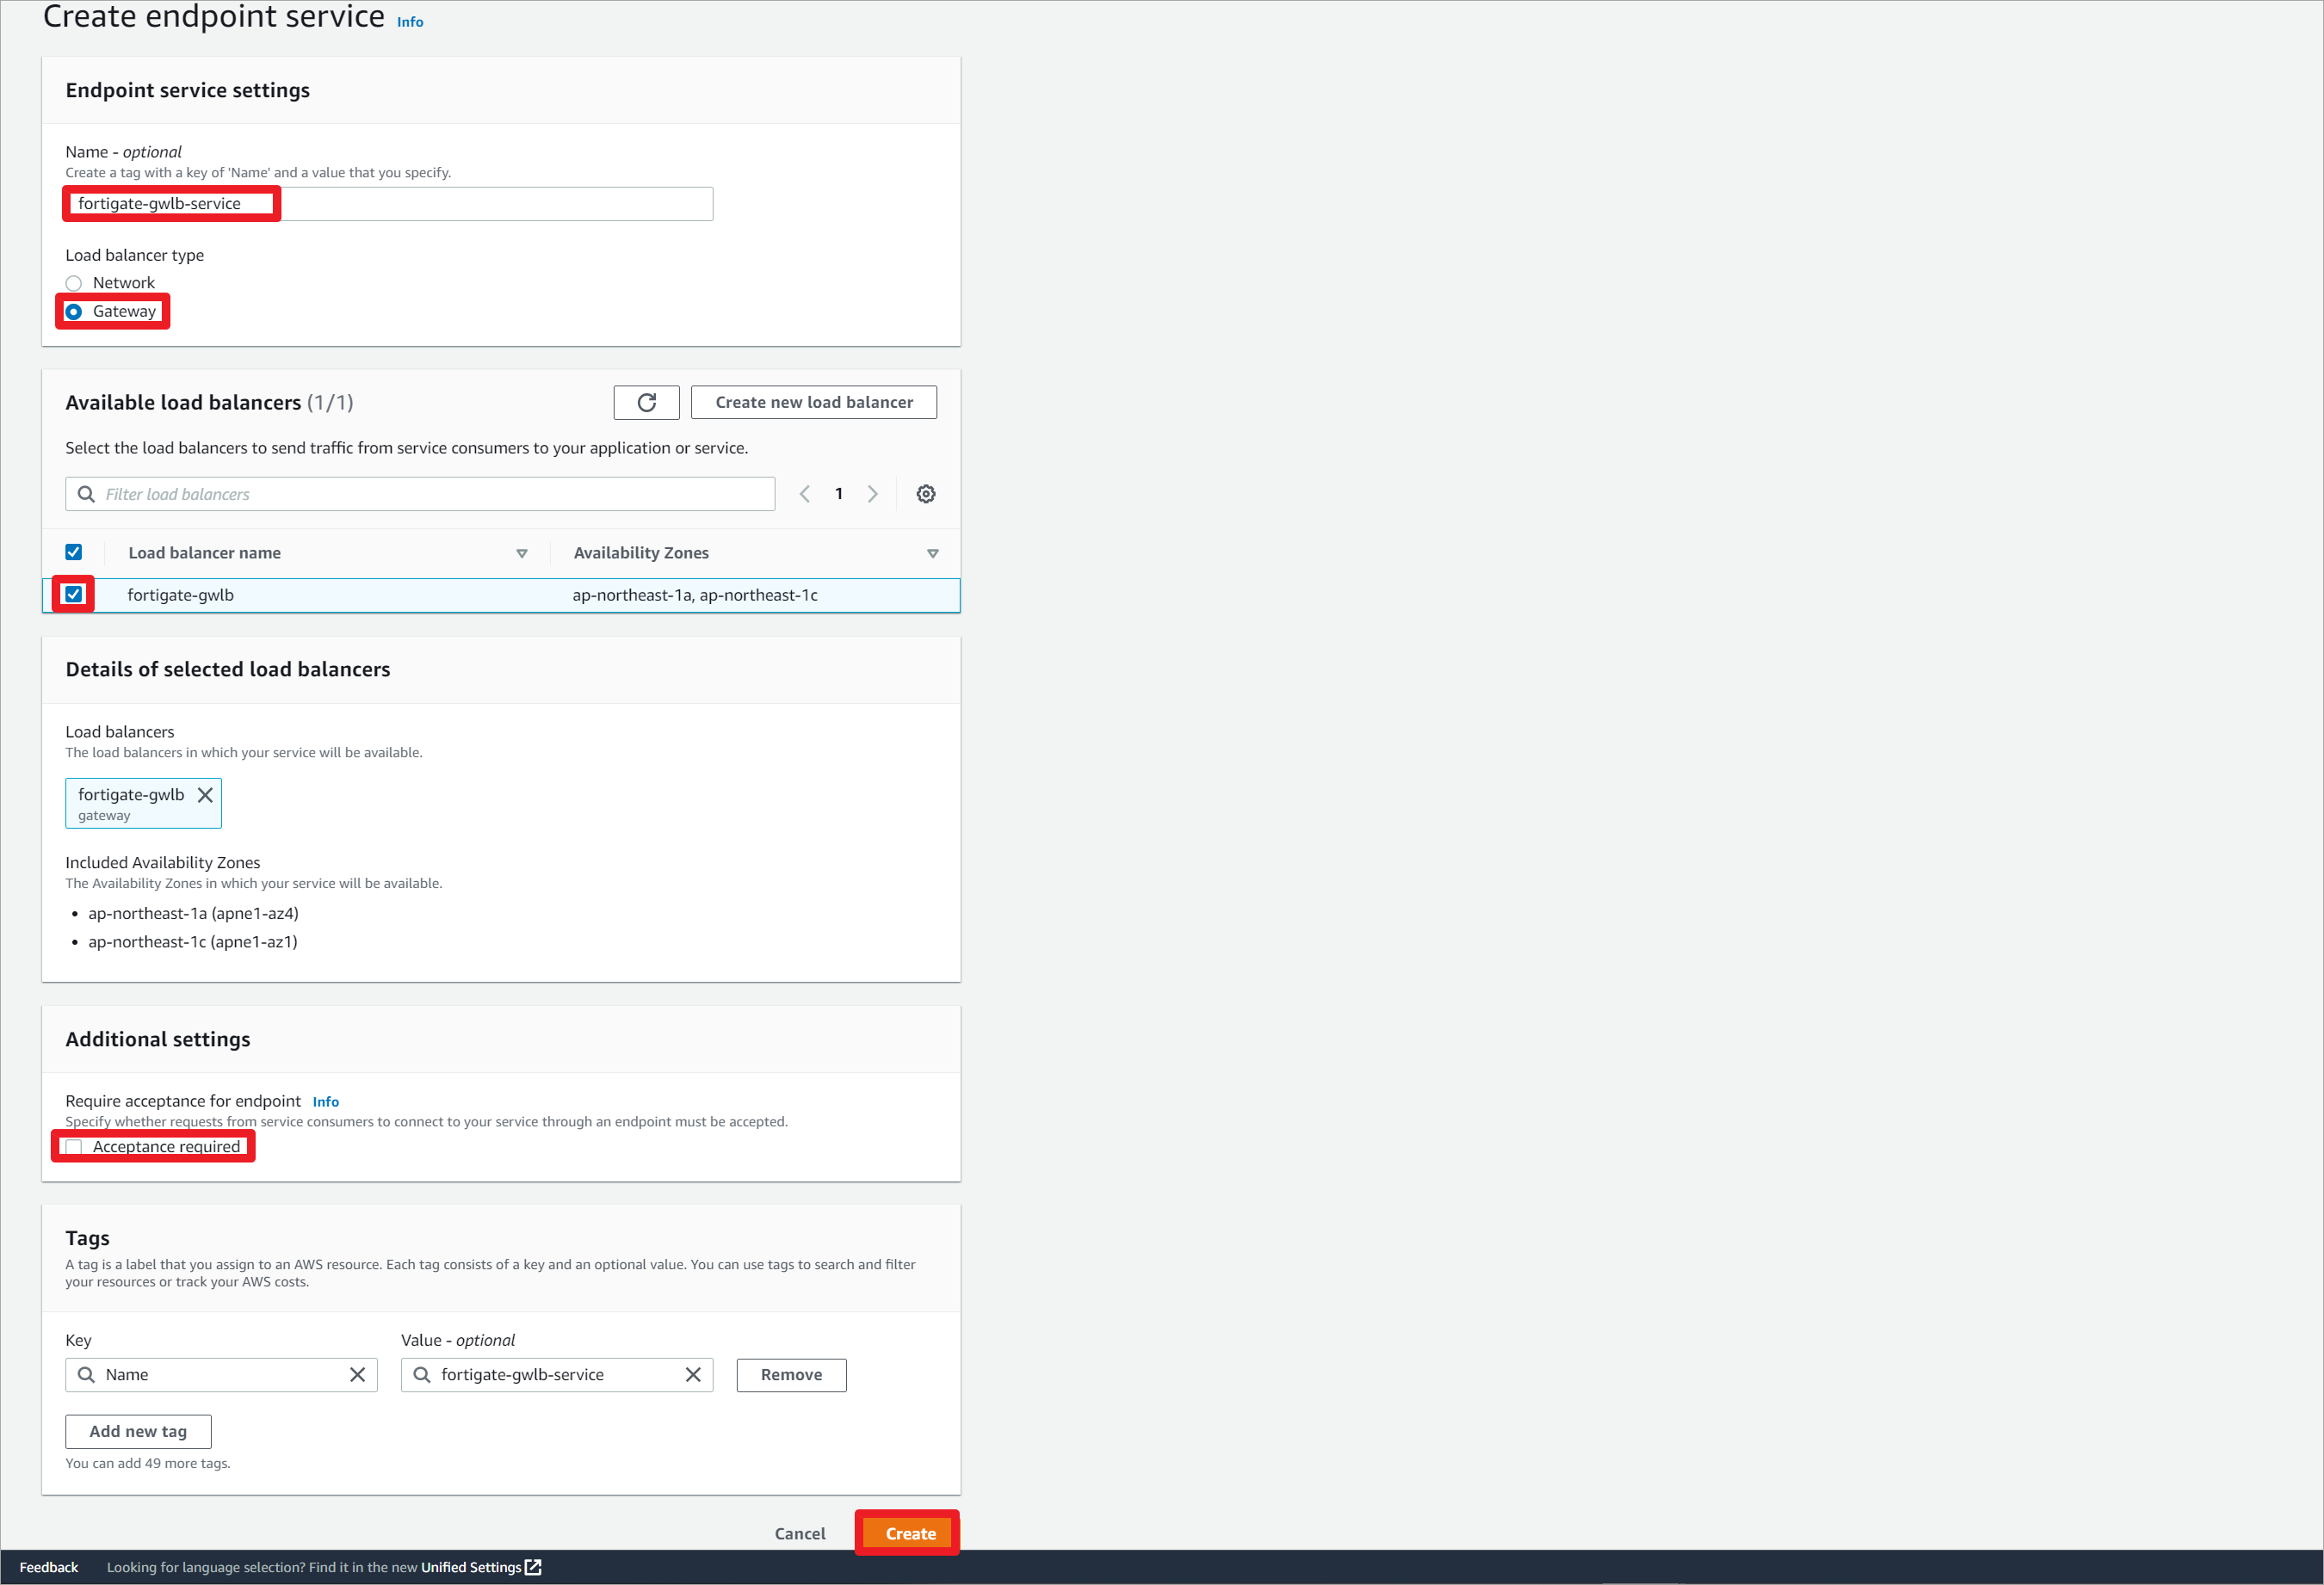 Create endpoint service Info
Endpoint service settings
Name - optional
Create a tag with a key of 'Name' and a value that you specify.
fortigate-gwlb-service
Load balancer type
Network
Gateway
Available load balancers (1/1)
Create new load balancer
Select the load balancers to send traffic from service consumers to your application or service.
Filter load balancers
1
Load balancer name
Availability Zones
fortigate-gwlb
ap-northeast-1a, ap-northeast-1c
Details of selected load balancers
Load balancers
The load balancers in which your service will be available.
fortigate-gwlb
gateway
Included Availability Zones
The Availability Zones in which your service will be available.
• ap-northeast-1a (apne1-az4)
• ap-northeast-1c (apne1-az1)
Additional settings
Require acceptance for endpoint Info
Specify whether requests from service consumers to connect to your service through an endpoint must be accepted.
Acceptance required
Tags
A tag is a label that you assign to an AWS resource. Each tag consists of a key and an optional value. You can use tags to search and filter
your resources or track your AWS costs.
Key
Value - optional
Name
fortigate-gwlb-service
Remove
Add new tag
You can add 49 more tags.
Cancel
Create
Feedback
Looking for language selection? Find it in the new Unified Settings